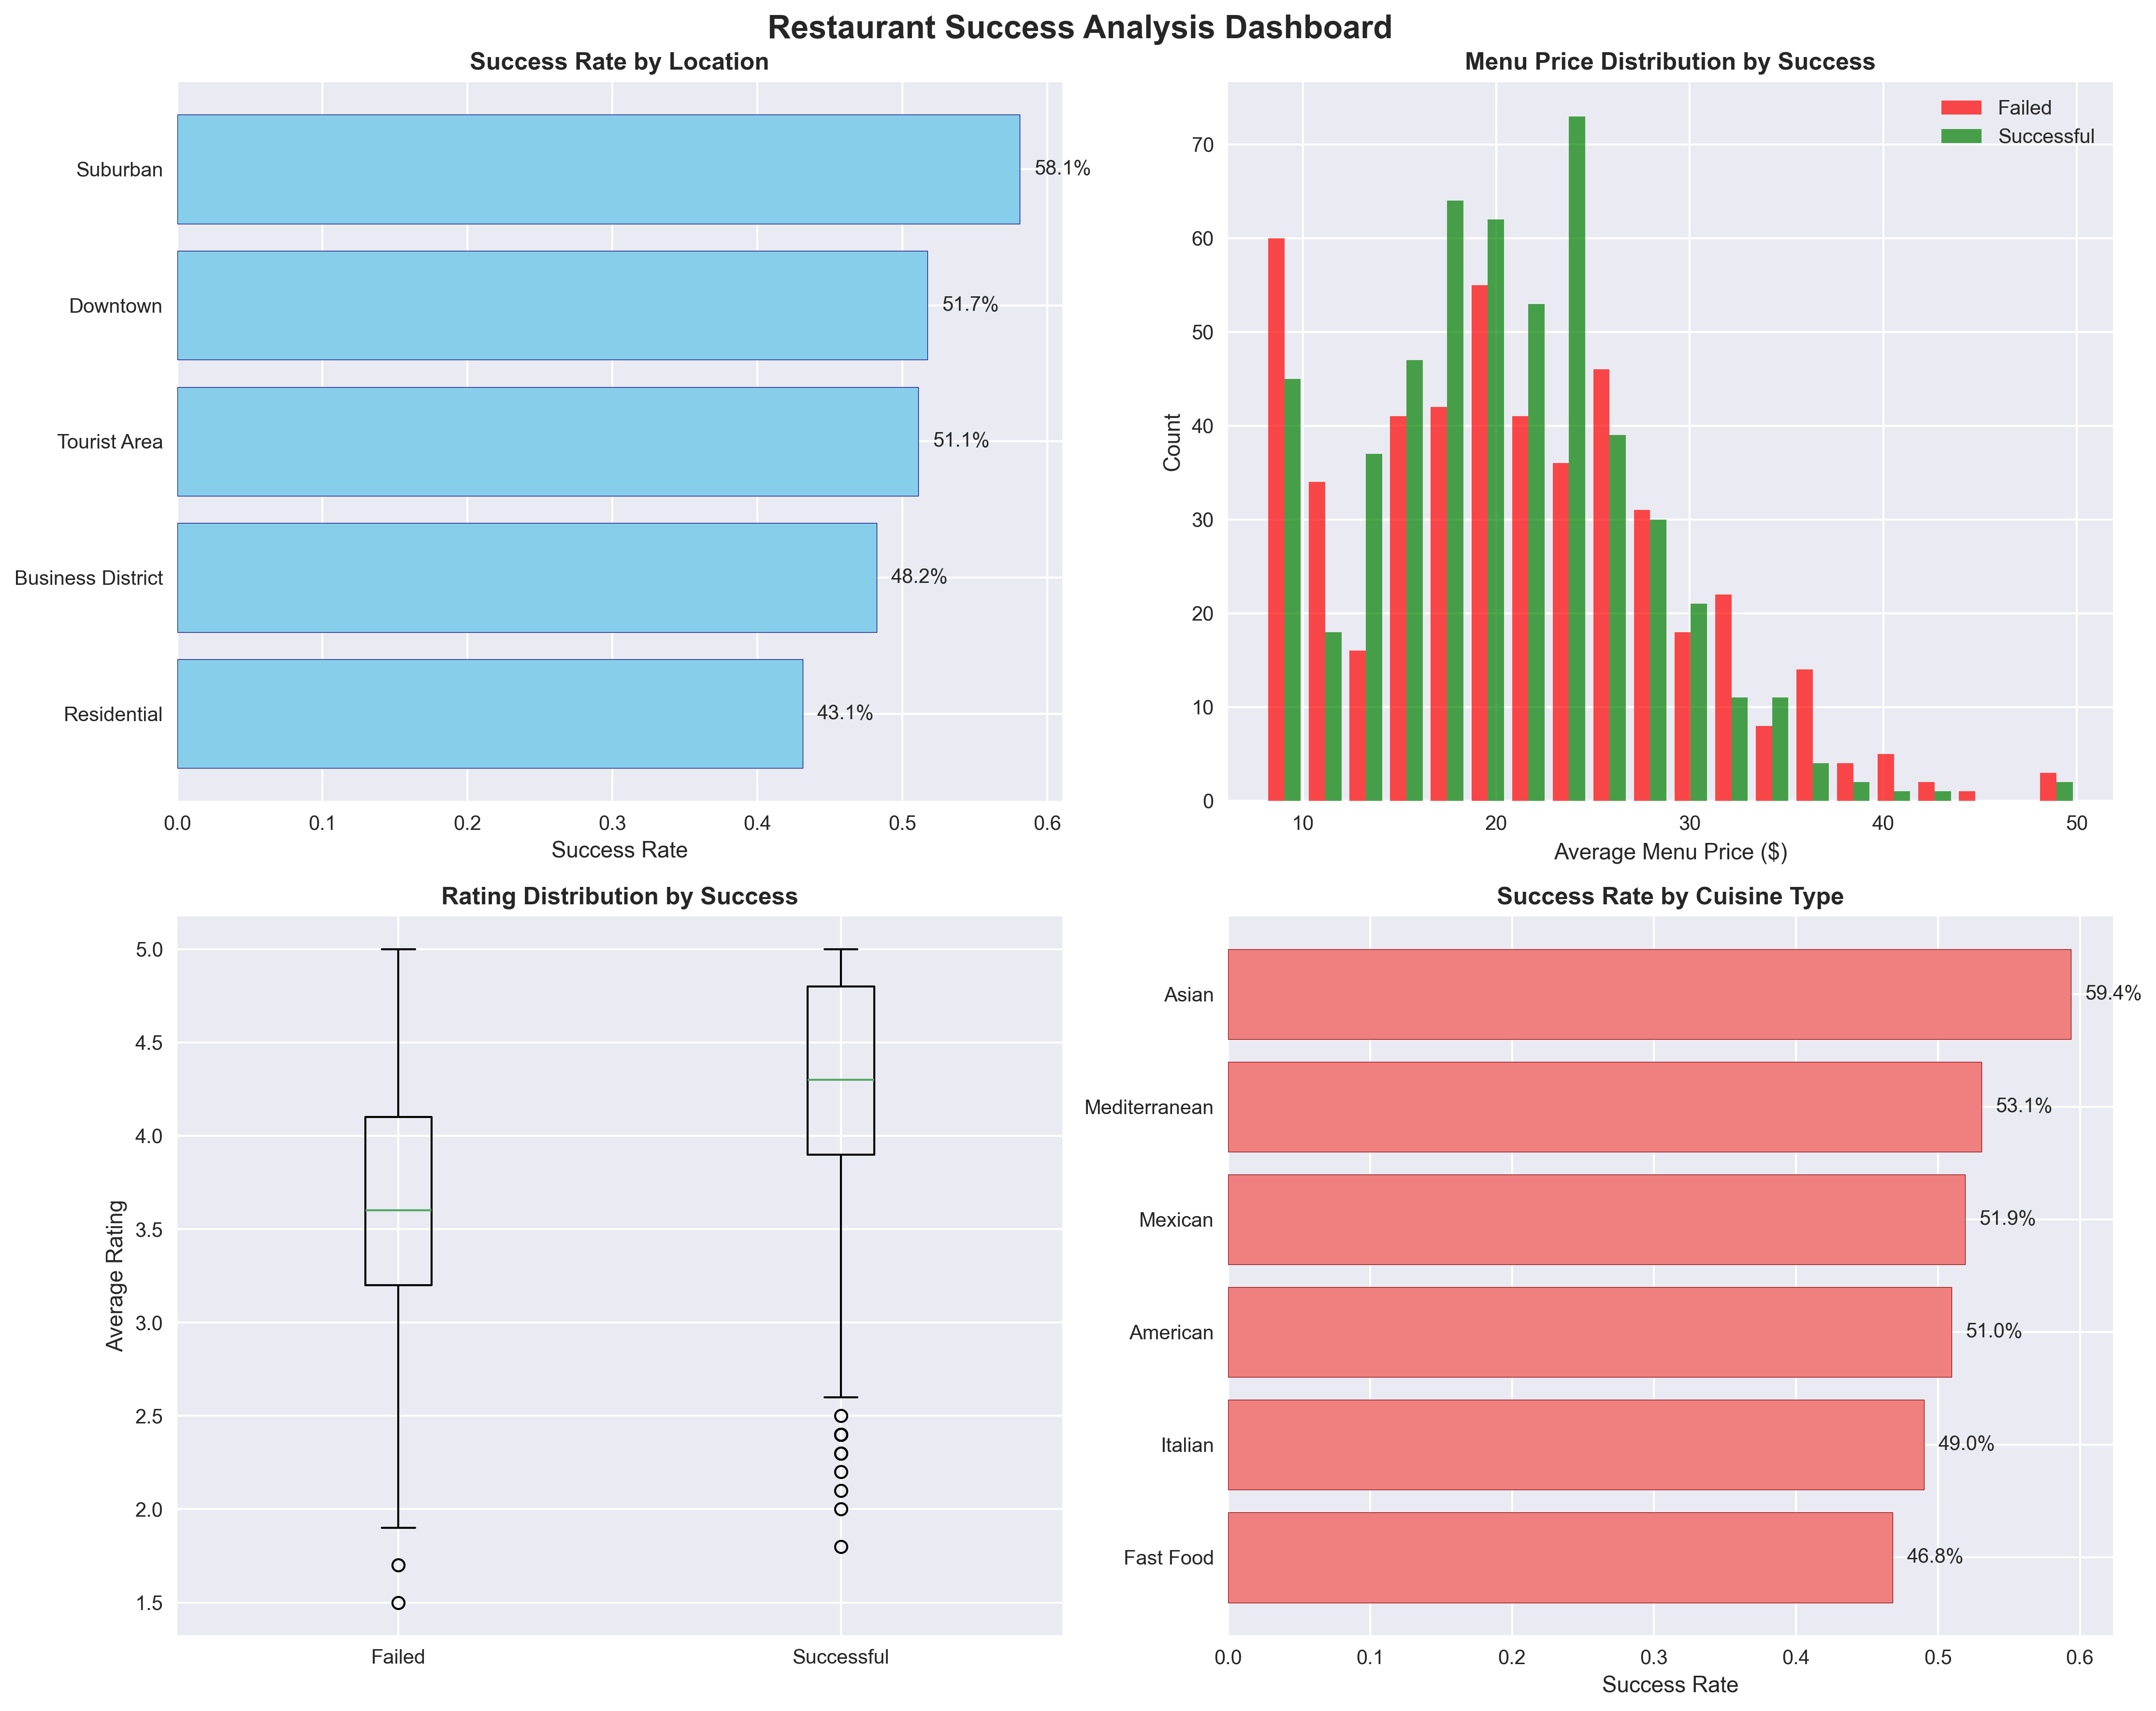 Restaurant Success Analysis Dashboard
Success Rate by Location
Suburban
58.1%
Downtown
51.7%
Tourist Area
51.1%
Business District
48.2%
Residential
43.1%
0.0 0.1 0.2 0.3 0.4 0.5 0.6
Success Rate
Menu Price Distribution by Success
Failed
Successful
70
60
50
40
30
20
10
0
Count
10 20 30 40 50
Average Menu Price ($)
Rating Distribution by Success
5.0
4.5
4.0
3.5
3.0
2.5
2.0
1.5
Average Rating
Failed Successful
Success Rate by Cuisine Type
Asian
59.4%
Mediterranean
53.1%
Mexican
51.9%
American
51.0%
Italian
49.0%
Fast Food
46.8%
0.0 0.1 0.2 0.3 0.4 0.5 0.6
Success Rate